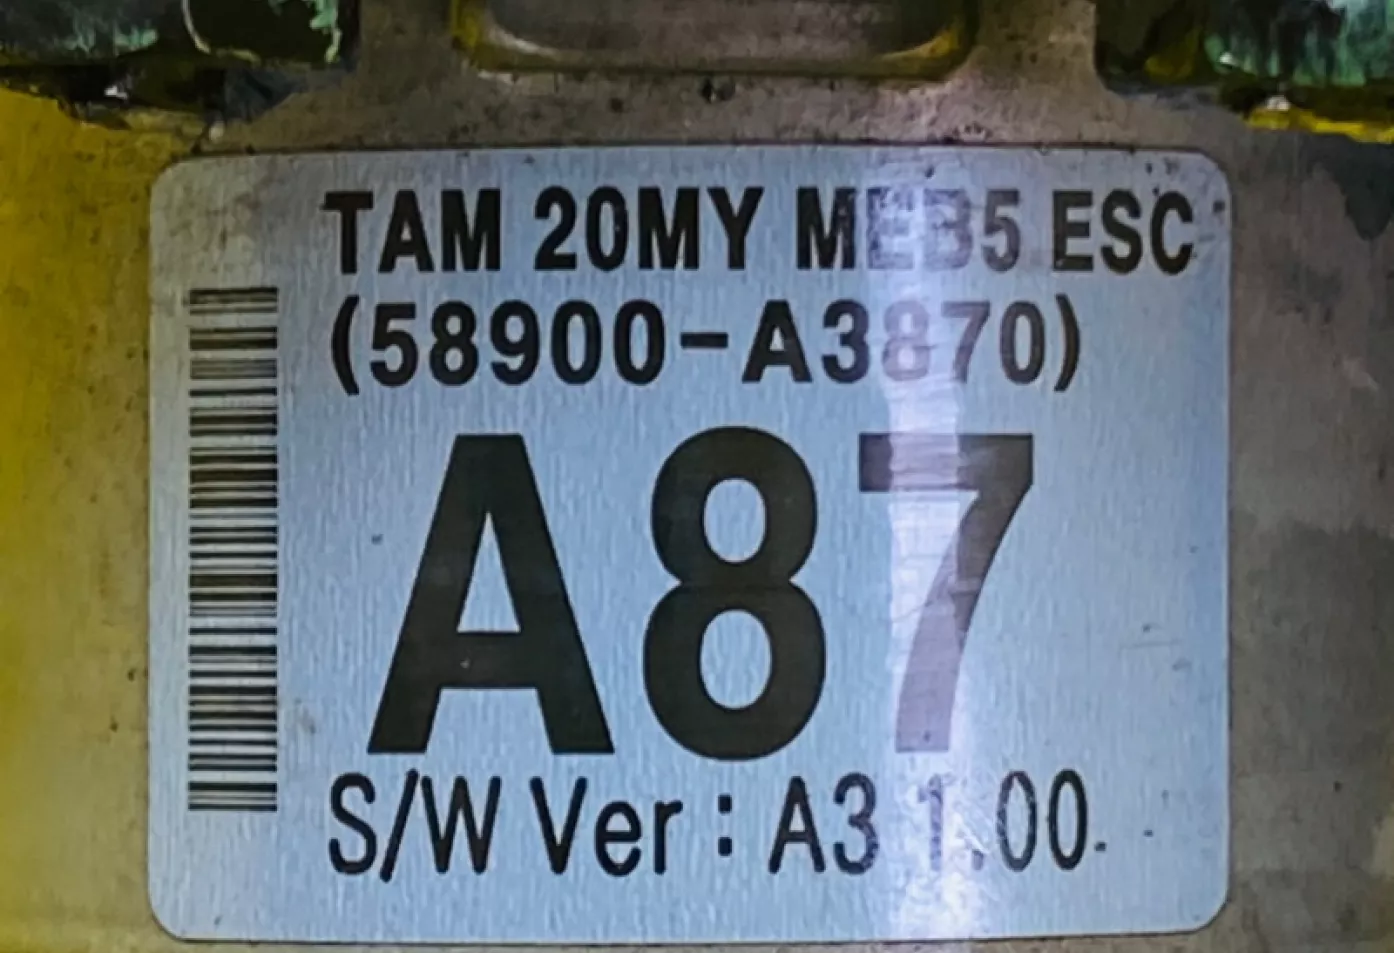 TAM 20MY MEB5 ESC
(58900-A3870)
A87
S/W Ver : A3 1.00